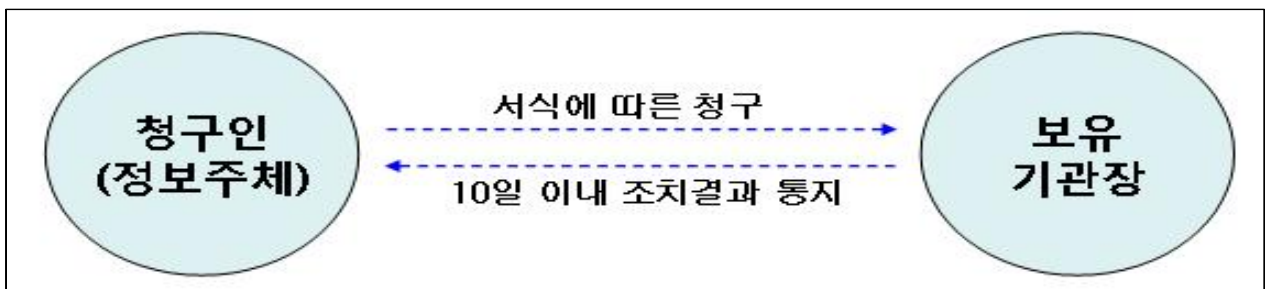 청구인
(정보주체)
서식에 따른 청구
10일 이내 조치결과 통지
보유
기관장